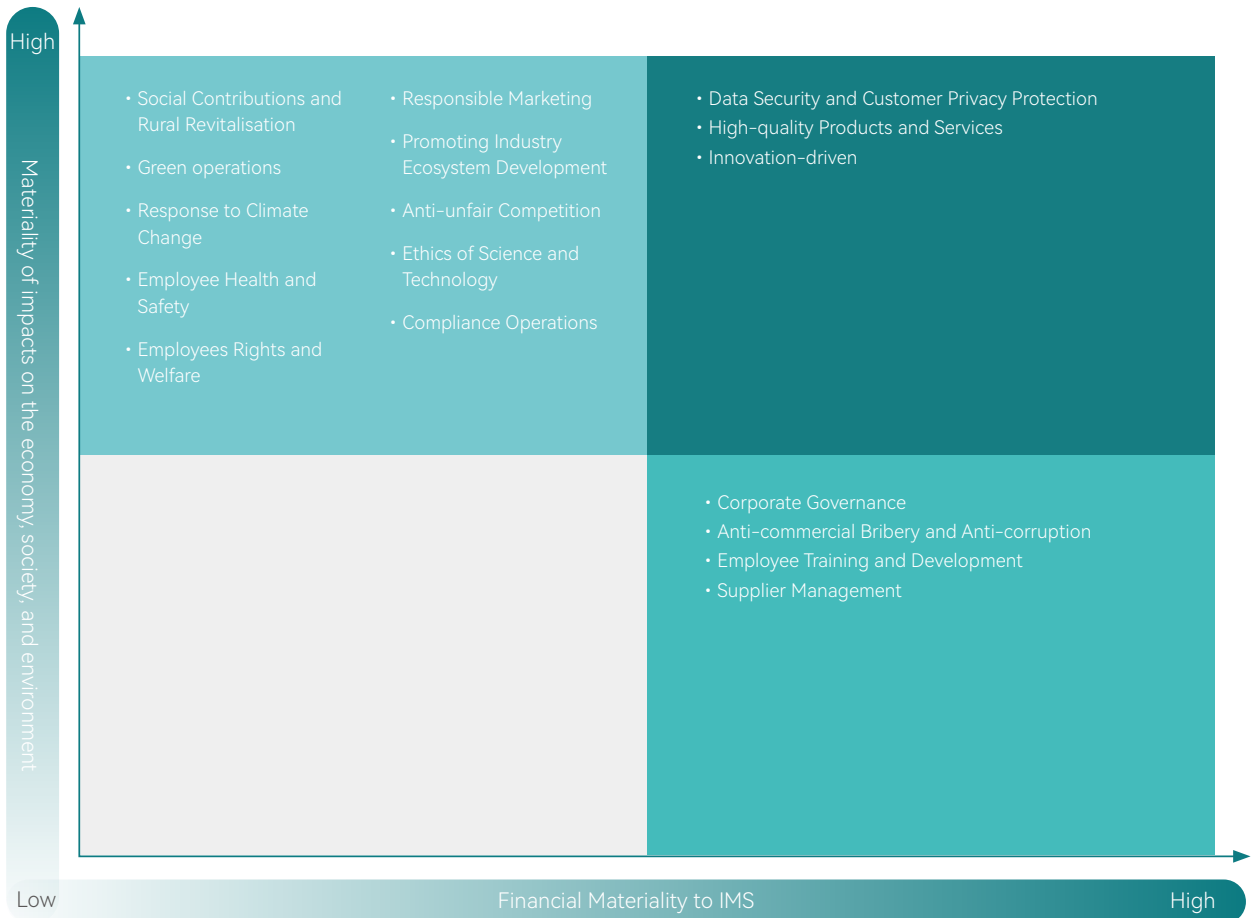 High
Materiality of impacts on the economy, society, and environment
• Social Contributions and
Rural Revitalisation
• Green operations
• Response to Climate
Change
• Employee Health and
Safety
• Employees Rights and
Welfare
• Responsible Marketing
• Promoting Industry
Ecosystem Development
• Anti-unfair Competition
• Ethics of Science and
Technology
• Compliance Operations
• Data Security and Customer Privacy Protection
• High-quality Products and Services
• Innovation-driven
• Corporate Governance
• Anti-commercial Bribery and Anti-corruption
• Employee Training and Development
• Supplier Management
Low
Financial Materiality to IMS
High